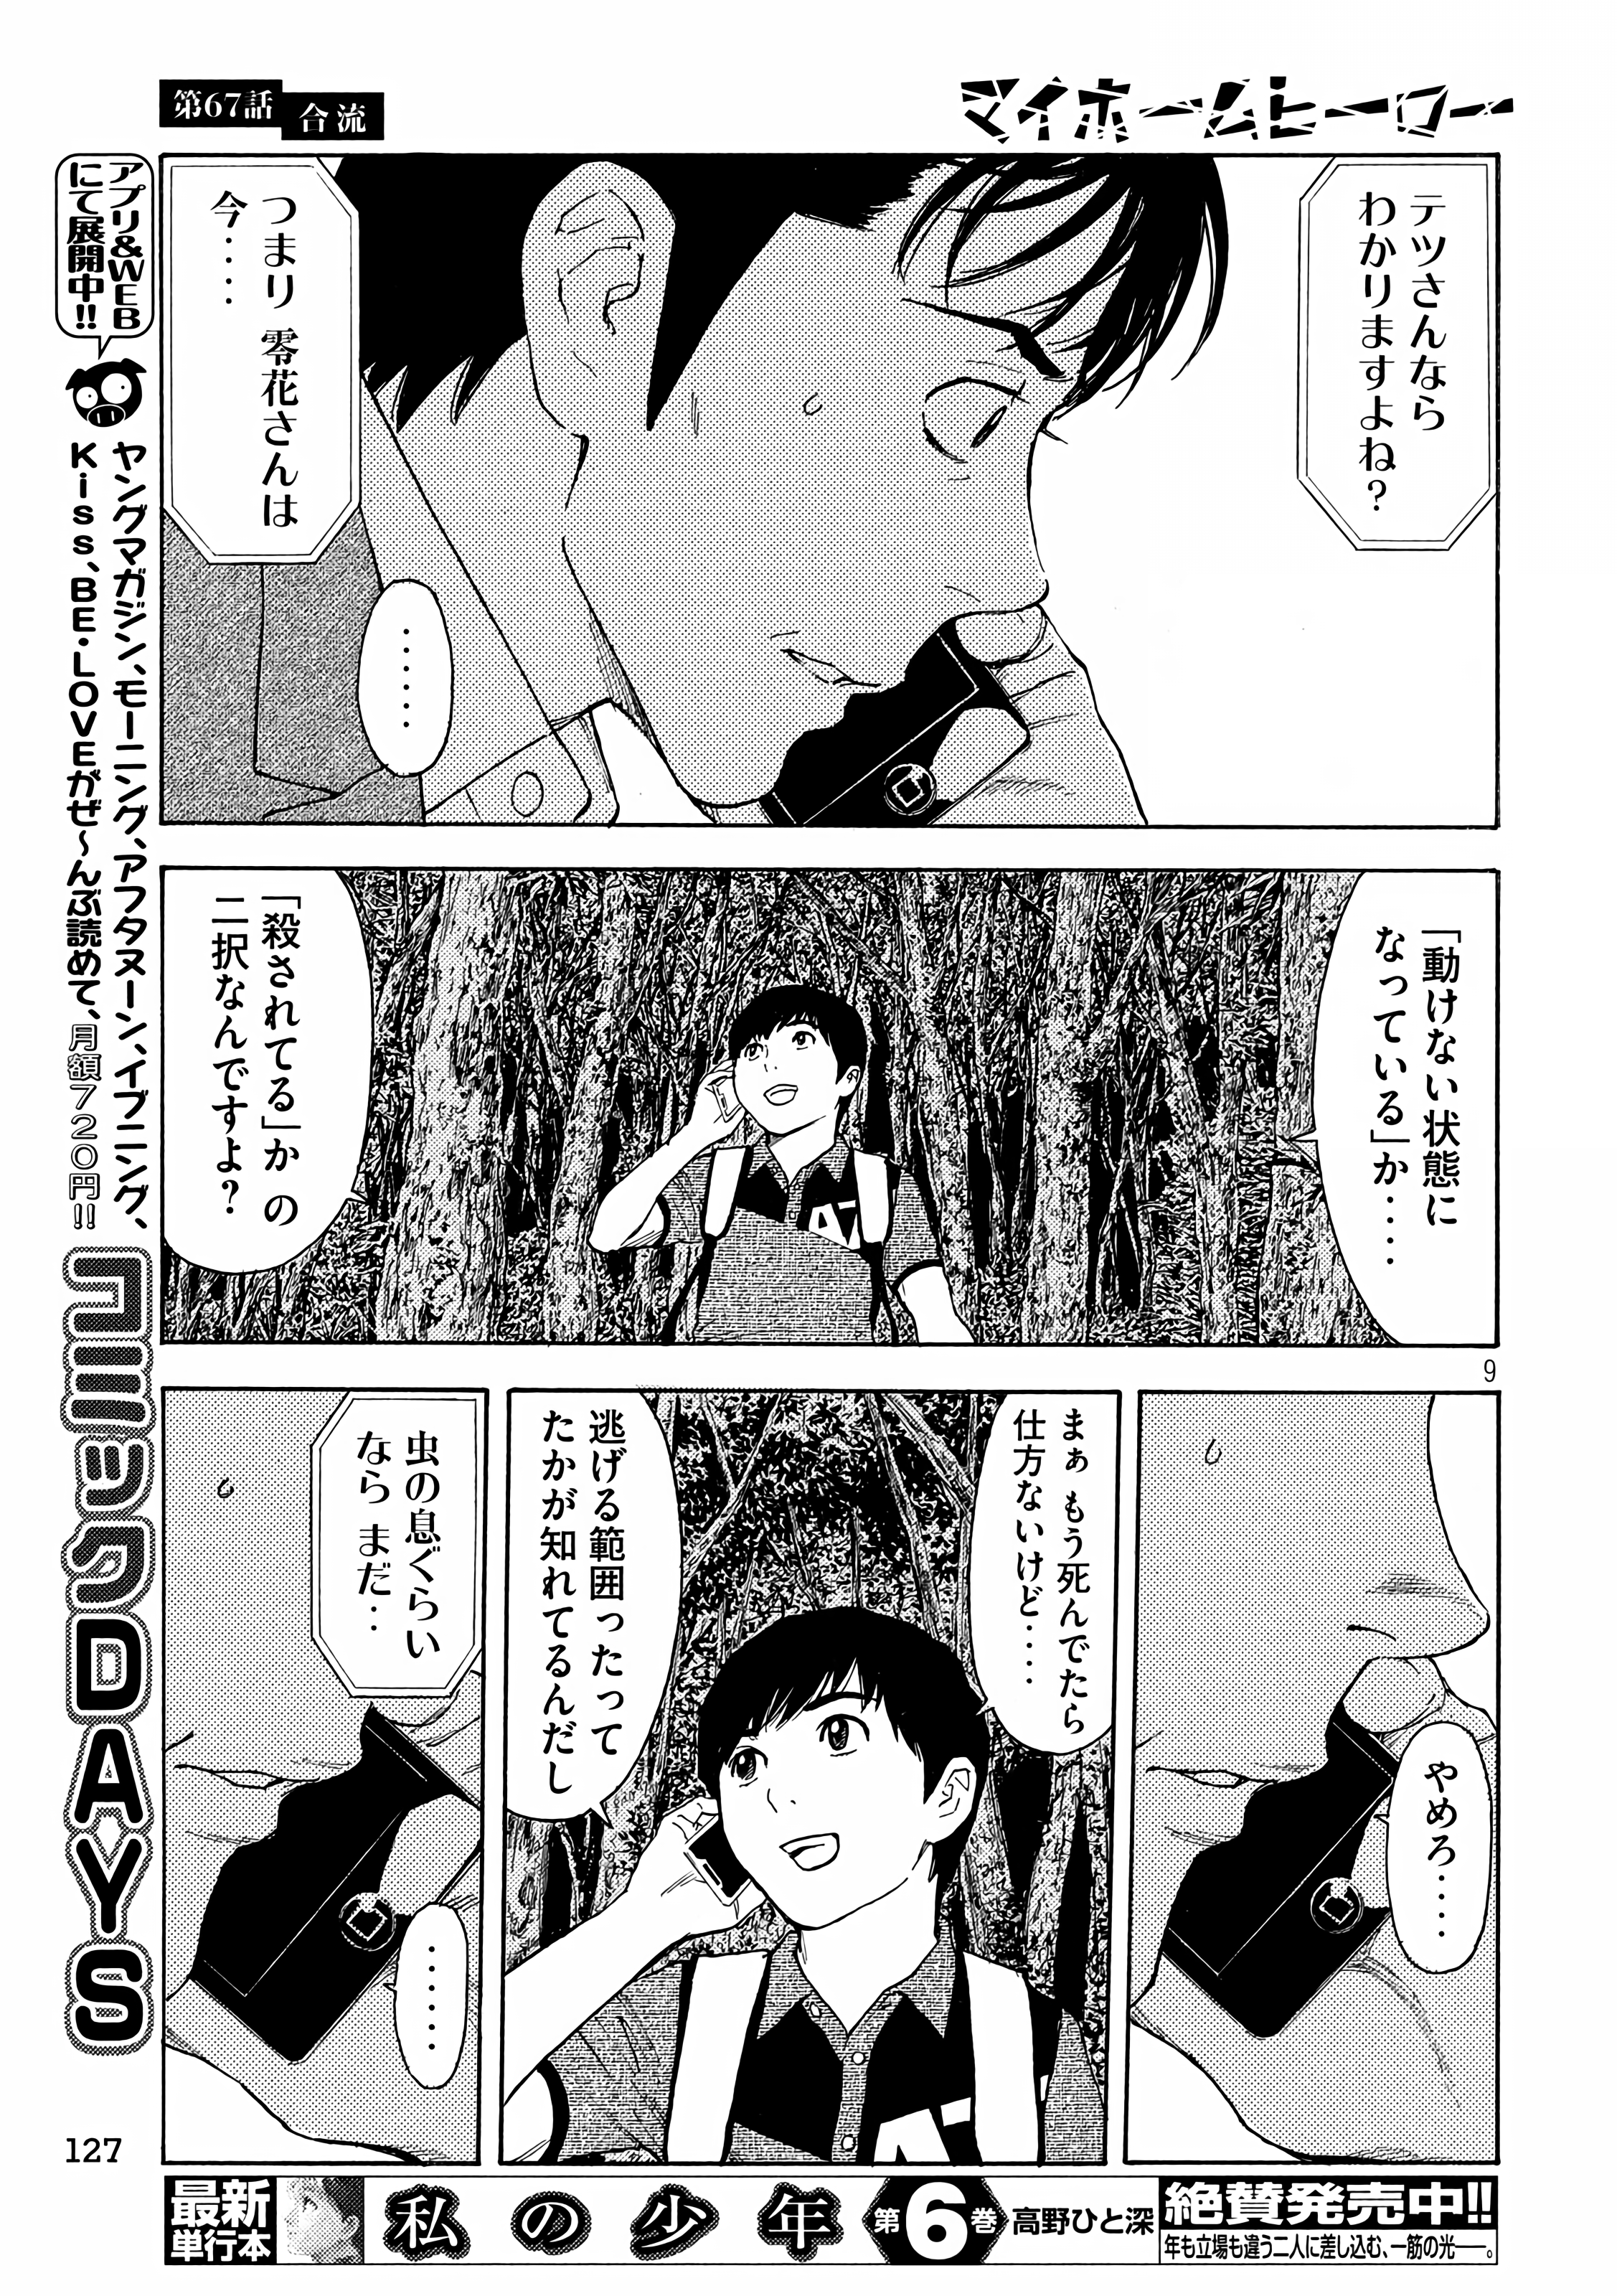 マイホームヒーロー
第67話
合流
テツさんなら
わかりますよね?
つまり 零花さんは
今‥‥
‥‥‥
「動けない状態に
なっている」か‥‥
「殺されてる」か の
二択なんですよ?
9
やめろ‥‥
まぁ もう死んでたら
仕方ないけど‥‥
逃げる範囲ったって
たかが知れてるんだし
虫の息ぐらい
なら まだ‥
‥‥‥
アプリ&WEB
にて展開中!!
ヤングマガジン、モーニング、アフタヌーン、イブニング、
Kiss、BE・LOVEがぜ〜んぶ読めて、月額720円!!
コミックDAYS
127
AZ
AZ
最新
単行本
私の少年
第6巻
高野ひと深
絶賛発売中!!
年も立場も違う二人に差し込む、一筋の光――。